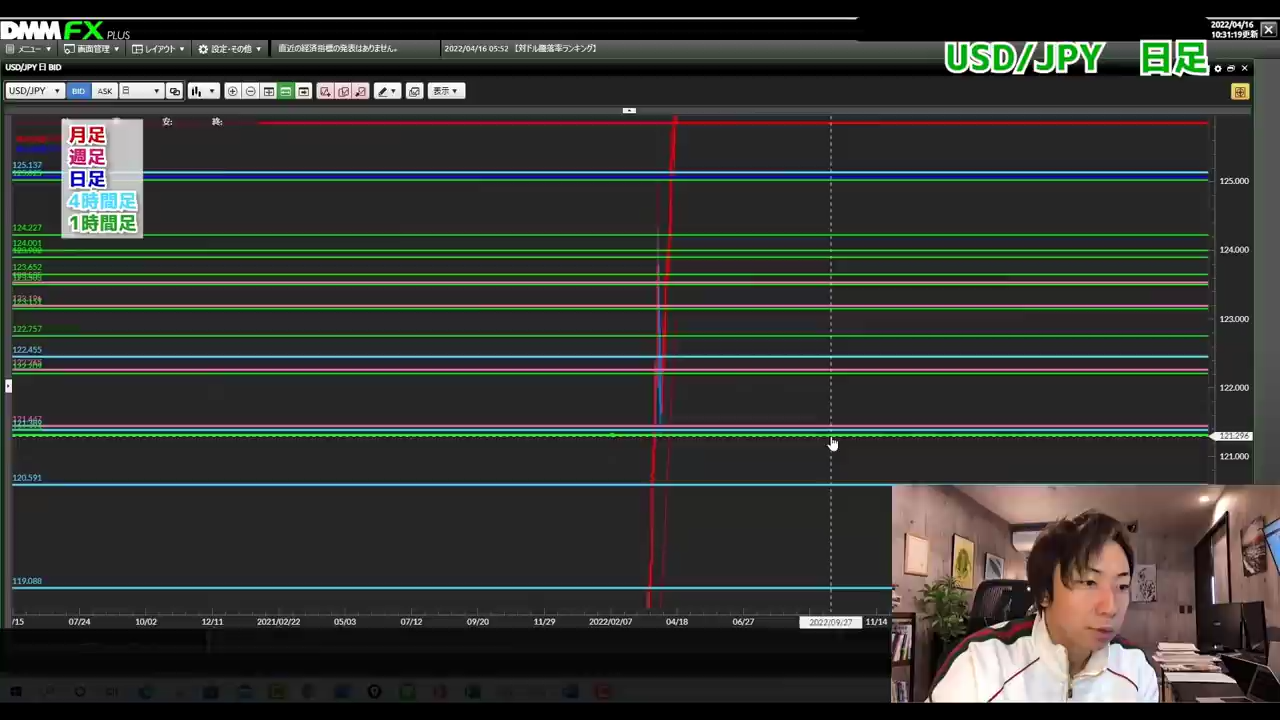 DMMFX PLUS
2022/04/16
10:31:19更新
メニュー
画面管理
レイアウト
設定・その他
直近の経済指標の発表はありません。
2022/04/16 05:52 【対ドル騰落率ランキング】
USD/JPY 日足
USD/JPY 日 BID
USD/JPY
BID
ASK
日
表示
安:
終:
月足
週足
日足
4時間足
1時間足
125.137
124.227
124.001
123.652
122.757
122.455
120.591
119.088
125.000
124.000
123.000
122.000
121.296
121.000
/15
07/24
10/02
12/11
2021/02/22
05/03
07/12
09/20
11/29
2022/02/07
04/18
06/27
2022/09/27
11/14